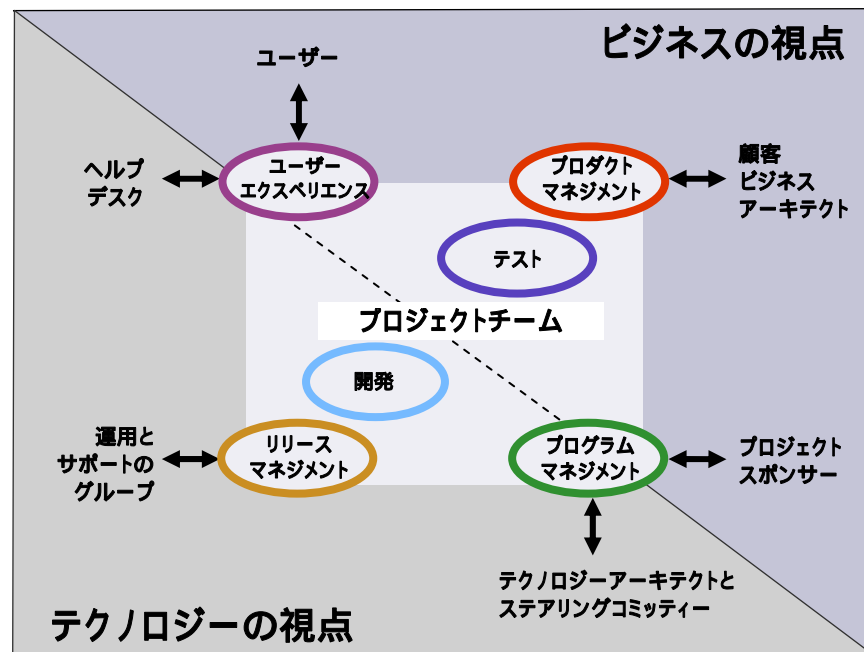 ビジネスの視点
ユーザー
ヘルプ
デスク
ユーザー
エクスペリエンス
プロダクト
マネジメント
顧客
ビジネス
アーキテクト
テスト
プロジェクトチーム
開発
運用と
サポートの
グループ
リリース
マネジメント
プログラム
マネジメント
プロジェクト
スポンサー
テクノロジーアーキテクトと
ステアリングコミッティー
テクノロジーの視点